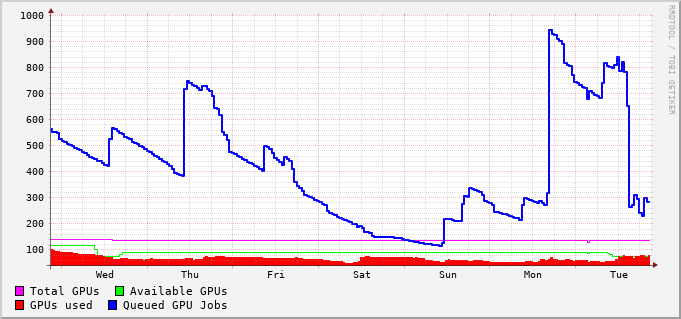 1000
900
800
700
600
500
400
300
200
100
Wed Thu Fri Sat Sun Mon Tue
Total GPUs Available GPUs
GPUs used Queued GPU Jobs
RRDTOOL / TOBI OETIKER